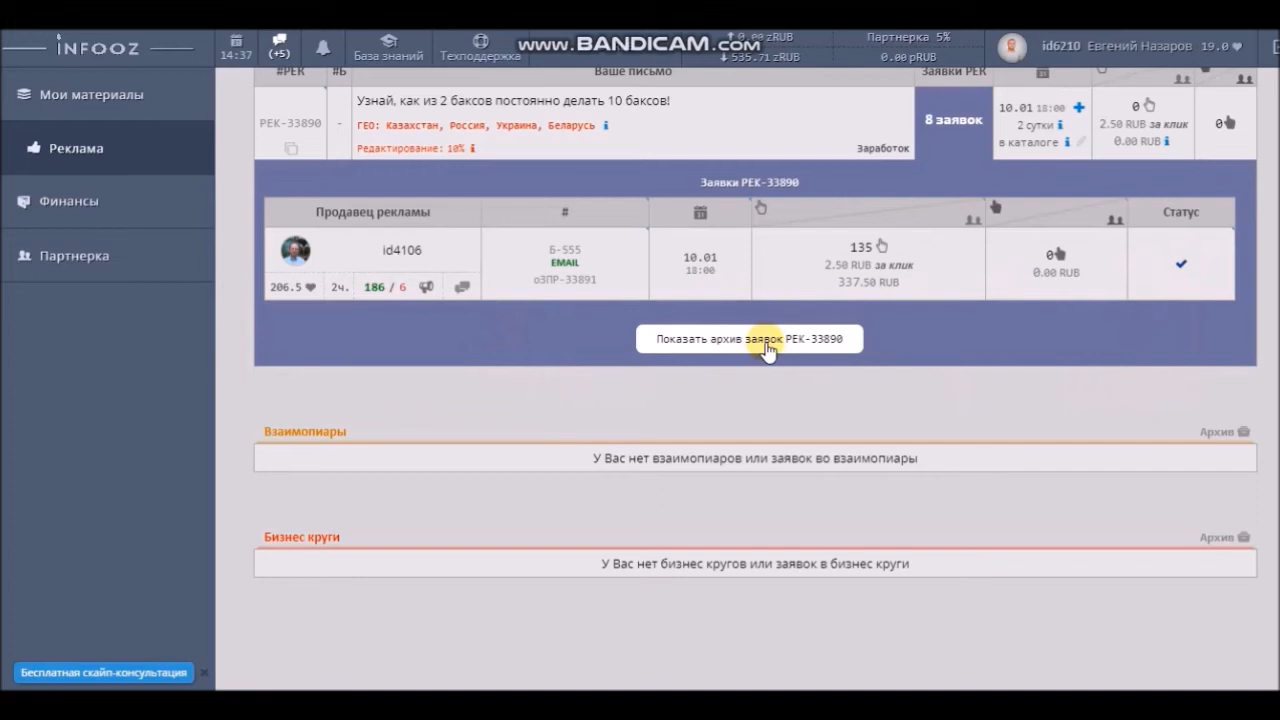 iNFOOZ
14:37
(+5)
База знаний
Техподдержка
www.BANDICAM.com
zRUB
535.71 zRUB
Партнерка 5%
0.00 pRUB
id6210 Евгений Назаров 19.0
Мои материалы
Реклама
Финансы
Партнерка
#РЕК
#Б
Ваше письмо
Заявки РЕК
РЕК-33890
-
Узнай, как из 2 баксов постоянно делать 10 баксов!
ГЕО: Казахстан, Россия, Украина, Беларусь
Редактирование: 10%
Заработок
8 заявок
10.01 18:00
2 сутки
в каталоге
0
2.50 RUB за клик
0.00 RUB
0
Заявки РЕК-33890
Продавец рекламы
#
Статус
id4106
206.5
2ч.
186 / 6
Б-555
EMAIL
оЗПР-33891
10.01
18:00
135
2.50 RUB за клик
337.50 RUB
0
0.00 RUB
Показать архив заявок РЕК-33890
Взаимопиары
Архив
У Вас нет взаимопиаров или заявок во взаимопиары
Бизнес круги
Архив
У Вас нет бизнес кругов или заявок в бизнес круги
Бесплатная скайп-консультация